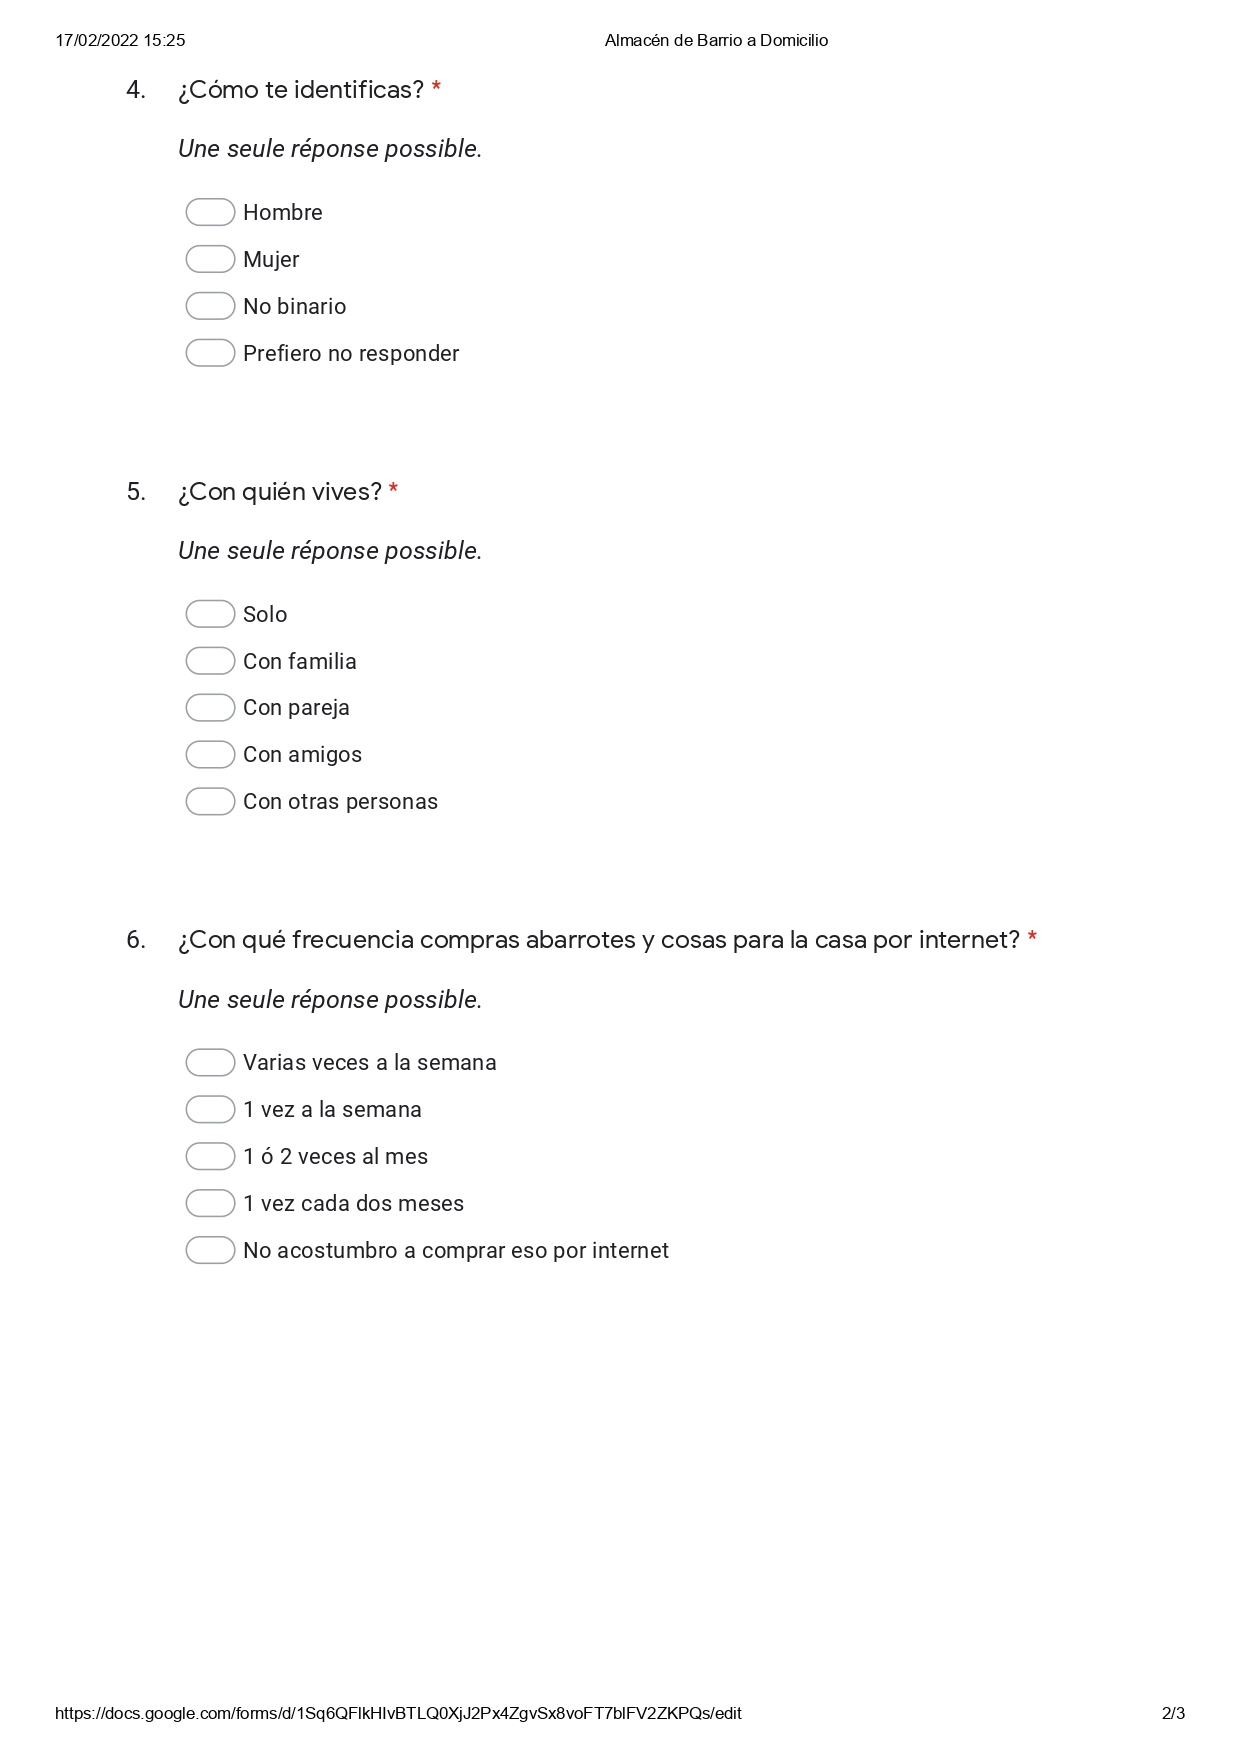 17/02/2022 15:25 Almacén de Barrio a Domicilio
4. ¿Cómo te identificas? *
Une seule réponse possible.
Hombre
Mujer
No binario
Prefiero no responder
5. ¿Con quién vives? *
Une seule réponse possible.
Solo
Con familia
Con pareja
Con amigos
Con otras personas
6. ¿Con qué frecuencia compras abarrotes y cosas para la casa por internet? *
Une seule réponse possible.
Varias veces a la semana
1 vez a la semana
1 ó 2 veces al mes
1 vez cada dos meses
No acostumbro a comprar eso por internet
https://docs.google.com/forms/d/1Sq6QFlkHIvBTLQ0XjJ2Px4ZgvSx8voFT7blFV2ZKPQs/edit 2/3